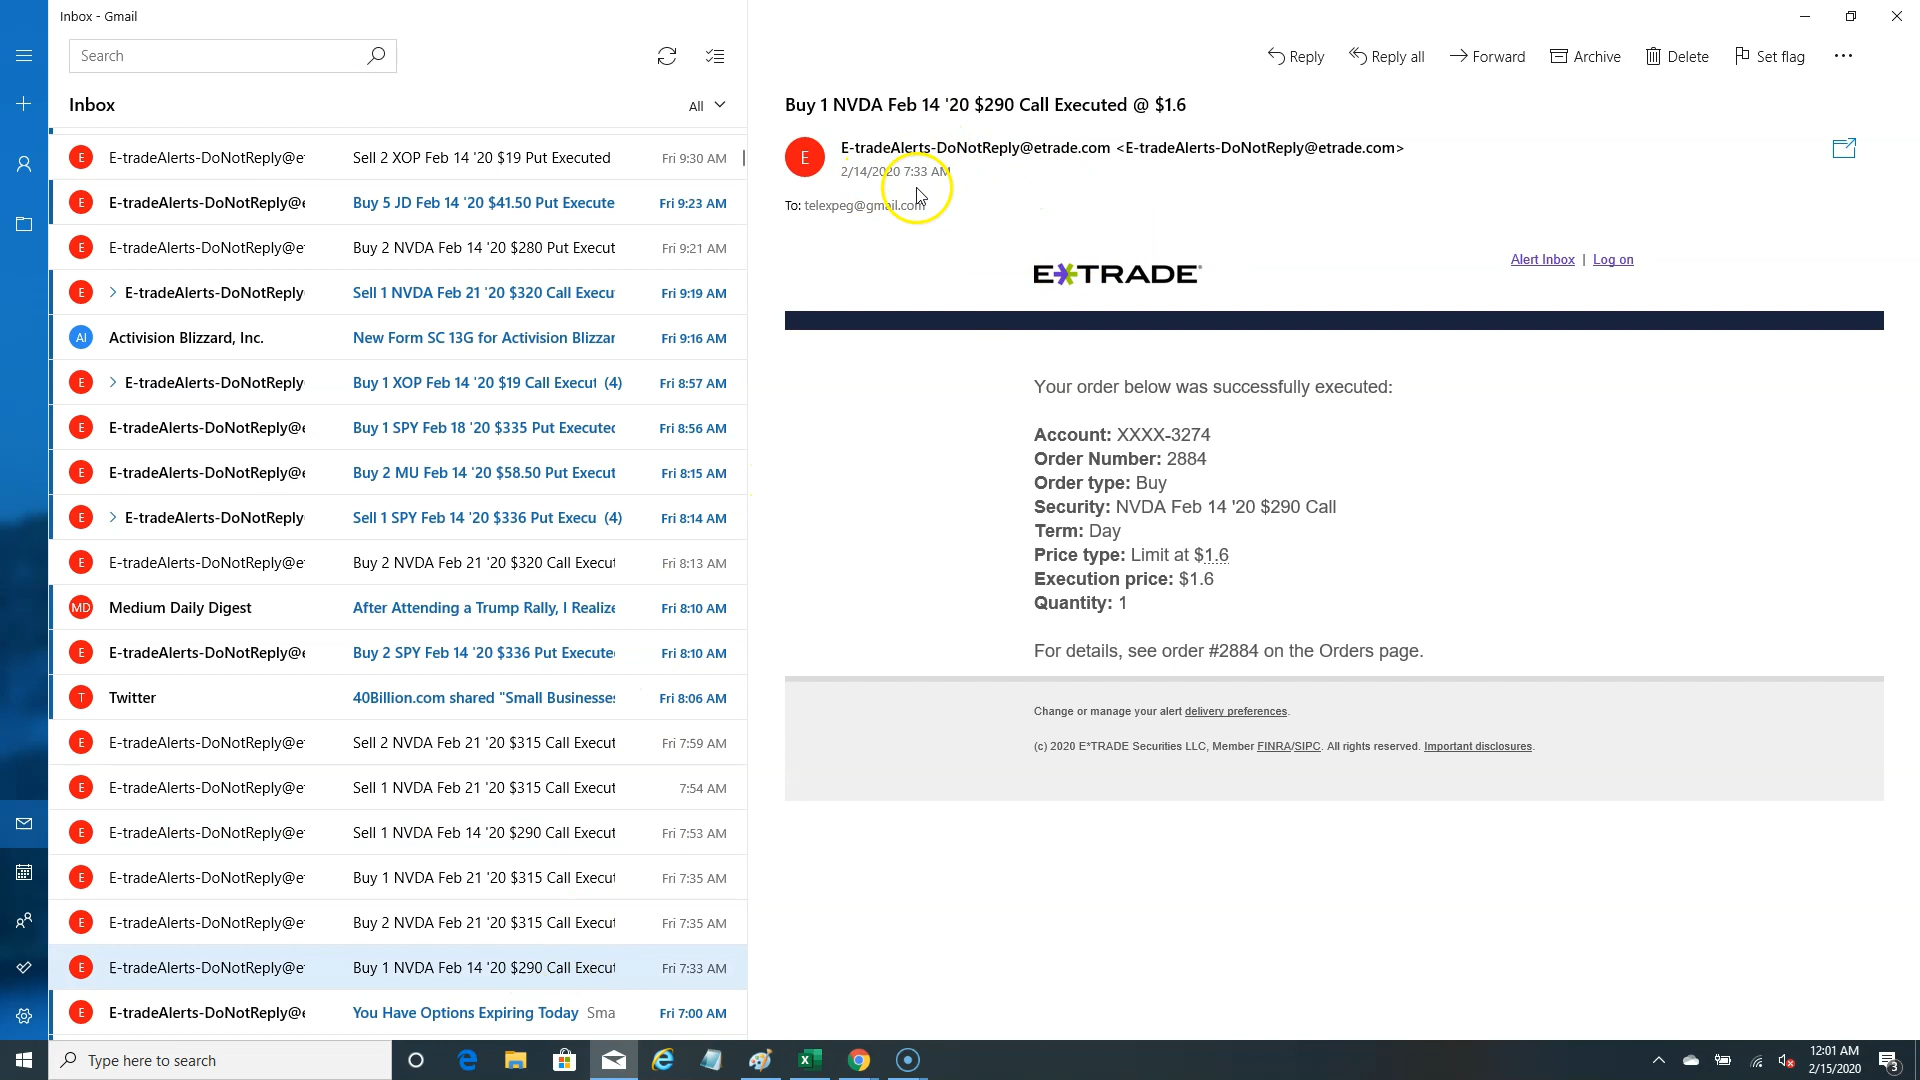 Inbox - Gmail
Search
Inbox
All
E E-tradeAlerts-DoNotReply@e Sell 2 XOP Feb 14 '20 $19 Put Executed Fri 9:30 AM
E E-tradeAlerts-DoNotReply@e Buy 5 JD Feb 14 '20 $41.50 Put Execute Fri 9:23 AM
E E-tradeAlerts-DoNotReply@e Buy 2 NVDA Feb 14 '20 $280 Put Execut Fri 9:21 AM
E E-tradeAlerts-DoNotReply Sell 1 NVDA Feb 21 '20 $320 Call Execu Fri 9:19 AM
AI Activision Blizzard, Inc. New Form SC 13G for Activision Blizzar Fri 9:16 AM
E E-tradeAlerts-DoNotReply Buy 1 XOP Feb 14 '20 $19 Call Execut (4) Fri 8:57 AM
E E-tradeAlerts-DoNotReply@e Buy 1 SPY Feb 18 '20 $335 Put Executed Fri 8:56 AM
E E-tradeAlerts-DoNotReply@e Buy 2 MU Feb 14 '20 $58.50 Put Execut Fri 8:15 AM
E E-tradeAlerts-DoNotReply Sell 1 SPY Feb 14 '20 $336 Put Execu (4) Fri 8:14 AM
E E-tradeAlerts-DoNotReply@e Buy 2 NVDA Feb 21 '20 $320 Call Execut Fri 8:13 AM
MD Medium Daily Digest After Attending a Trump Rally, I Realize Fri 8:10 AM
E E-tradeAlerts-DoNotReply@e Buy 2 SPY Feb 14 '20 $336 Put Execute Fri 8:10 AM
T Twitter 40Billion.com shared "Small Businesses Fri 8:06 AM
E E-tradeAlerts-DoNotReply@e Sell 2 NVDA Feb 21 '20 $315 Call Execut Fri 7:59 AM
E E-tradeAlerts-DoNotReply@e Sell 1 NVDA Feb 21 '20 $315 Call Execut 7:54 AM
E E-tradeAlerts-DoNotReply@e Sell 1 NVDA Feb 14 '20 $290 Call Execut Fri 7:53 AM
E E-tradeAlerts-DoNotReply@e Buy 1 NVDA Feb 21 '20 $315 Call Execut Fri 7:35 AM
E E-tradeAlerts-DoNotReply@e Buy 2 NVDA Feb 21 '20 $315 Call Execut Fri 7:35 AM
E E-tradeAlerts-DoNotReply@e Buy 1 NVDA Feb 14 '20 $290 Call Execut Fri 7:33 AM
E E-tradeAlerts-DoNotReply@e You Have Options Expiring Today Sma Fri 7:00 AM
Reply Reply all Forward Archive Delete Set flag
Buy 1 NVDA Feb 14 '20 $290 Call Executed @ $1.6
E E-tradeAlerts-DoNotReply@etrade.com <E-tradeAlerts-DoNotReply@etrade.com>
2/14/2020 7:33 AM
To: telexpeg@gmail.com
E*TRADE
Alert Inbox | Log on
Your order below was successfully executed:
Account: XXXX-3274
Order Number: 2884
Order type: Buy
Security: NVDA Feb 14 '20 $290 Call
Term: Day
Price type: Limit at $1.6
Execution price: $1.6
Quantity: 1
For details, see order #2884 on the Orders page.
Change or manage your alert delivery preferences.
(c) 2020 E*TRADE Securities LLC, Member FINRA/SIPC. All rights reserved. Important disclosures.
Type here to search
12:01 AM
2/15/2020
3